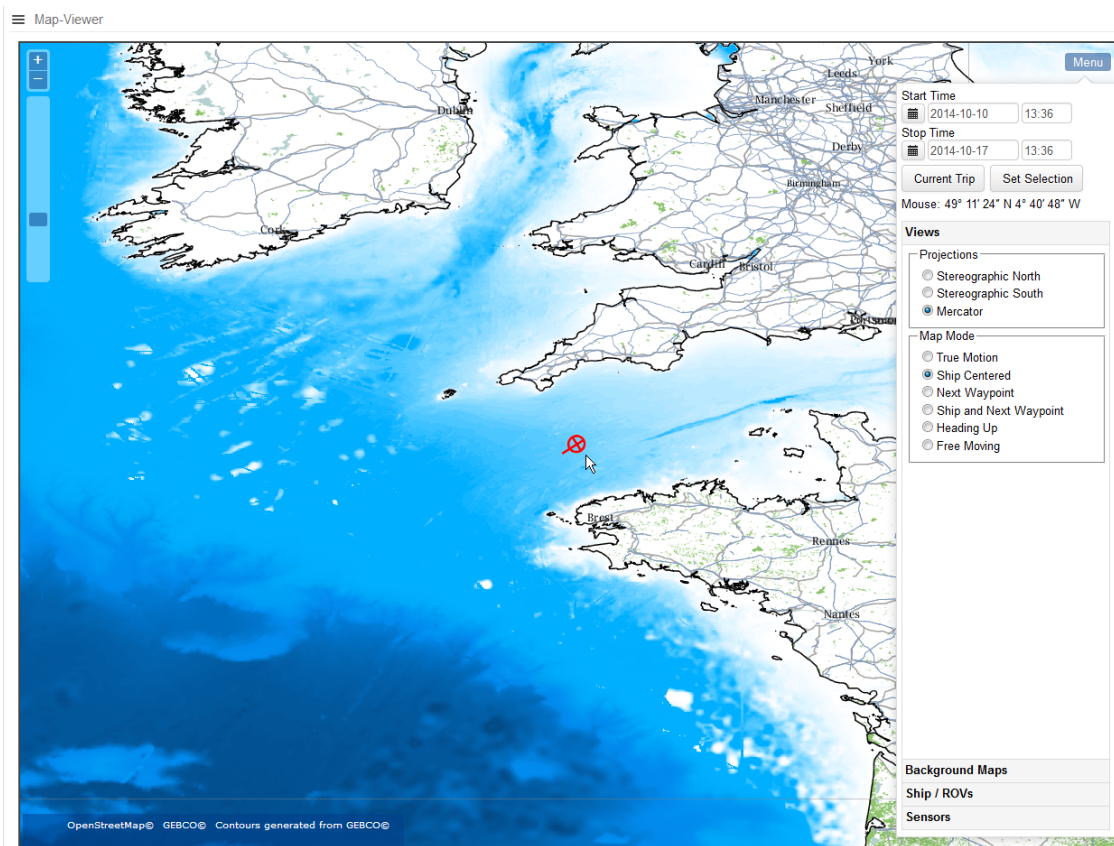 Map-Viewer
+
−
Menu
Start Time
2014-10-10 13:36
Stop Time
2014-10-17 13:36
Current Trip Set Selection
Mouse: 49° 11' 24" N 4° 40' 48" W
Views
Projections
Stereographic North
Stereographic South
Mercator
Map Mode
True Motion
Ship Centered
Next Waypoint
Ship and Next Waypoint
Heading Up
Free Moving
Background Maps
Ship / ROVs
Sensors
York
Leeds
Manchester
Sheffield
Dublin
Derby
Birmingham
Cork
Cardiff
Bristol
Brest
Rennes
Nantes
OpenStreetMap© GEBCO© Contours generated from GEBCO©